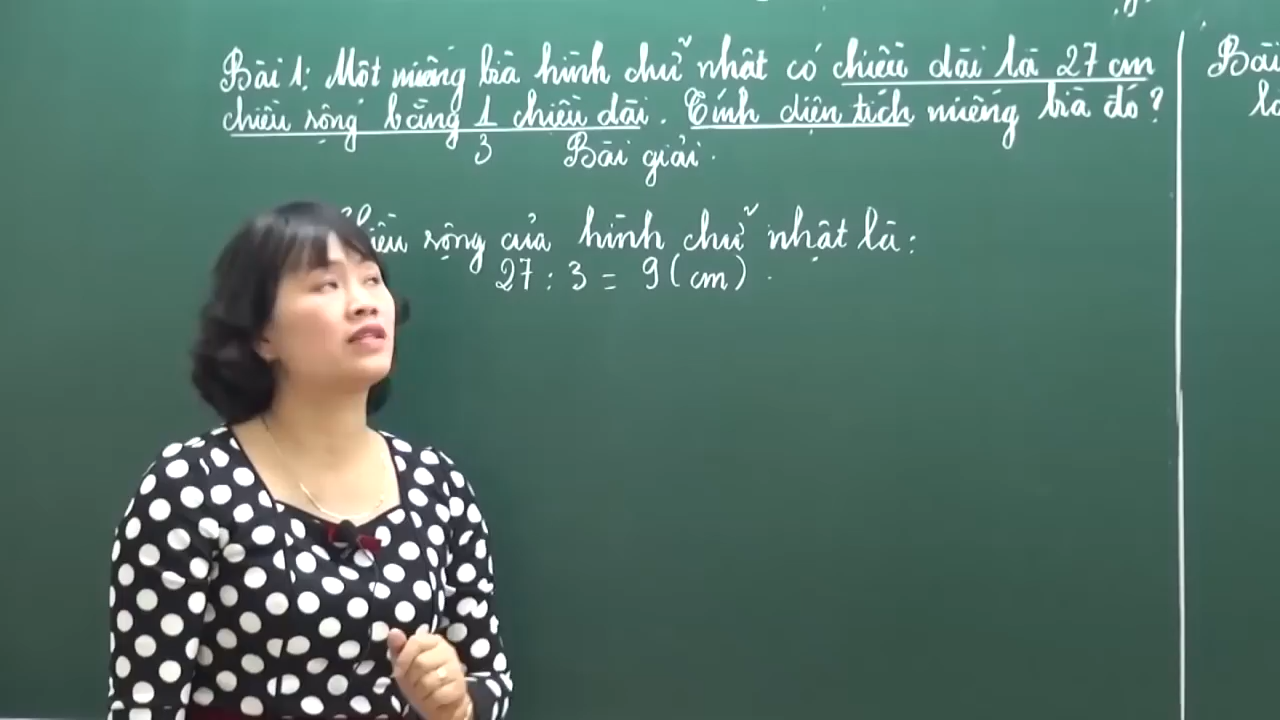 Bài 1: Một miếng bìa hình chữ nhật có chiều dài là 27 cm
chiều rộng bằng 1/3 chiều dài. Tính diện tích miếng bìa đó?
Bài giải.
Chiều rộng của hình chữ nhật là:
27 : 3 = 9 (cm).
Bài